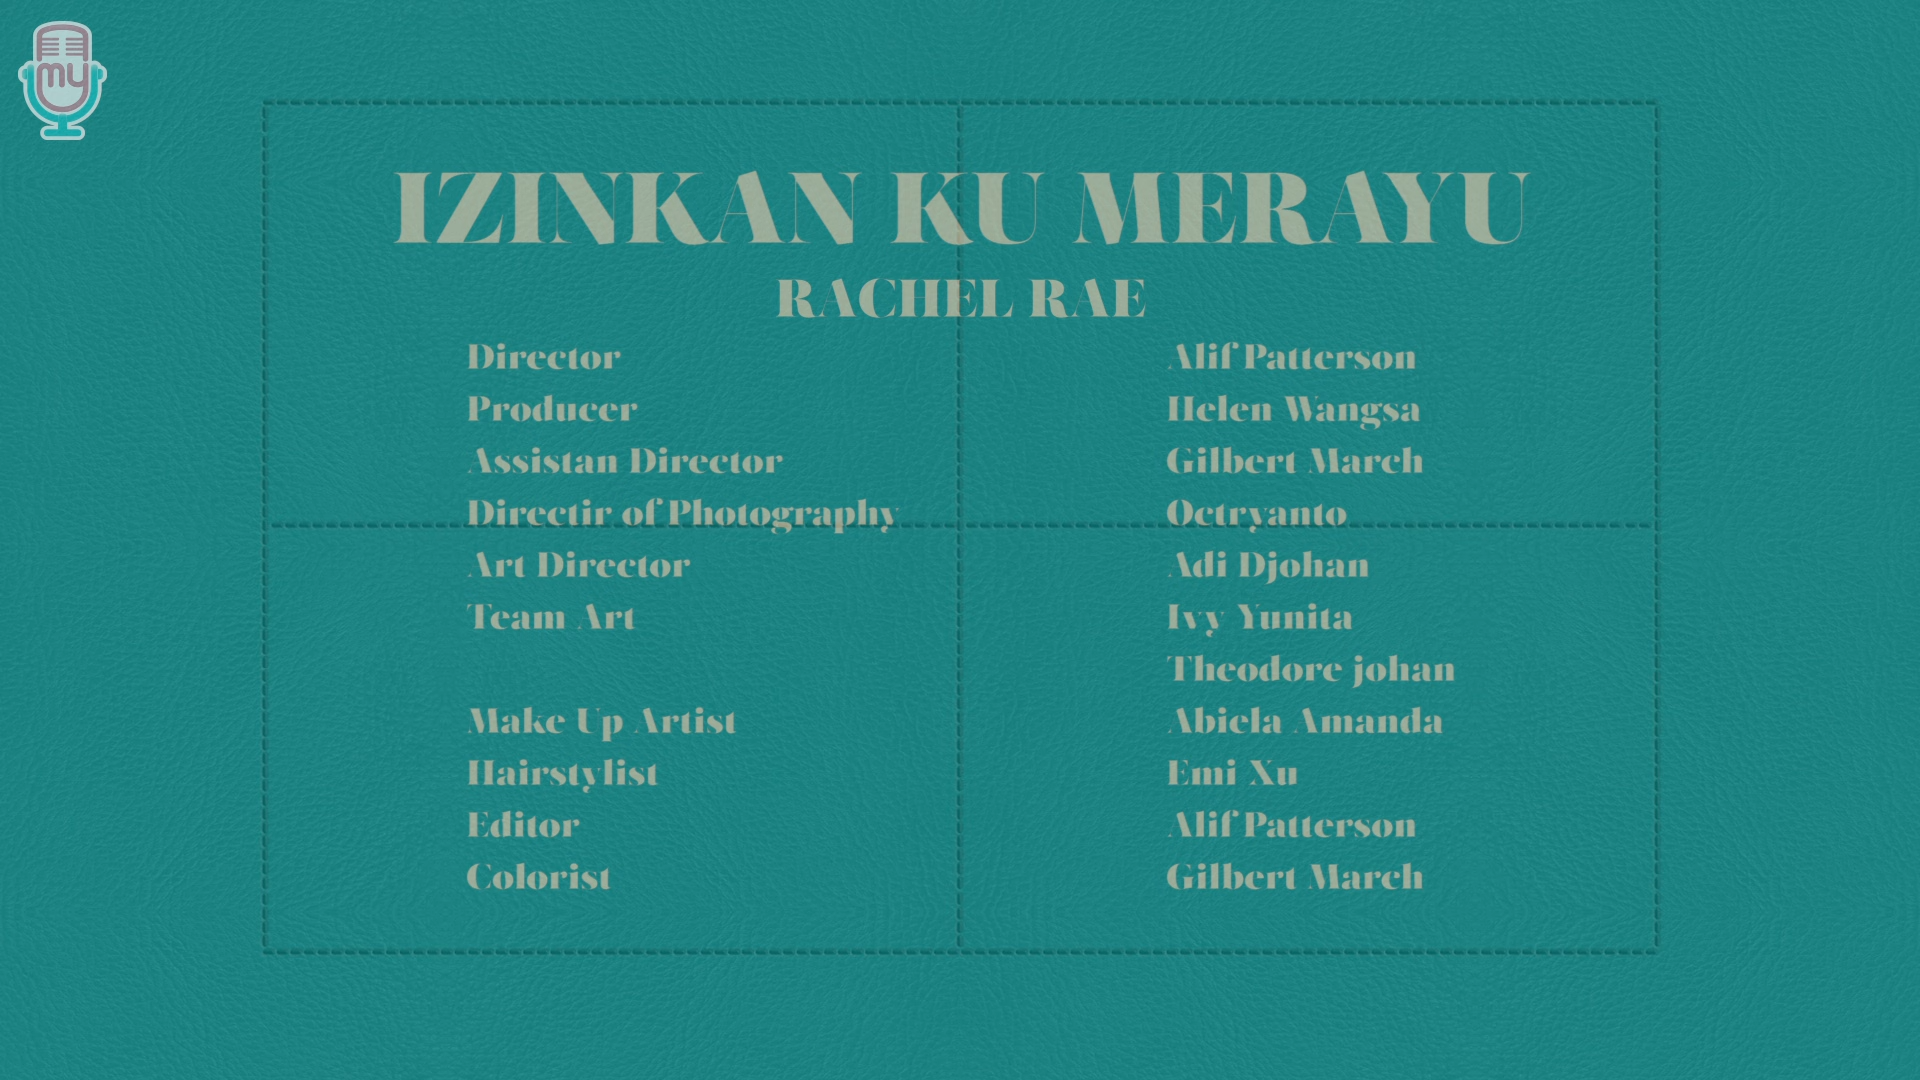 my
IZINKAN KU MERAYU
RACHEL RAE
Director Alif Patterson
Producer Helen Wangsa
Assistan Director Gilbert March
Directir of Photography Octryanto
Art Director Adi Djohan
Team Art Ivy Yunita
Theodore johan
Make Up Artist Abiela Amanda
Hairstylist Emi Xu
Editor Alif Patterson
Colorist Gilbert March